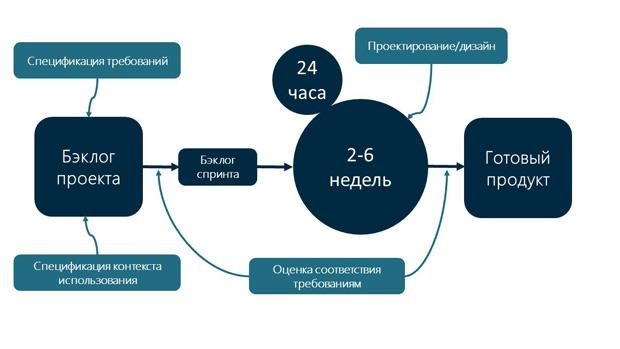 Проектирование/дизайн
Спецификация требований
24
часа
Бэклог
проекта
Бэклог
спринта
2-6
недель
Готовый
продукт
Спецификация контекста
использования
Оценка соответствия
требованиям